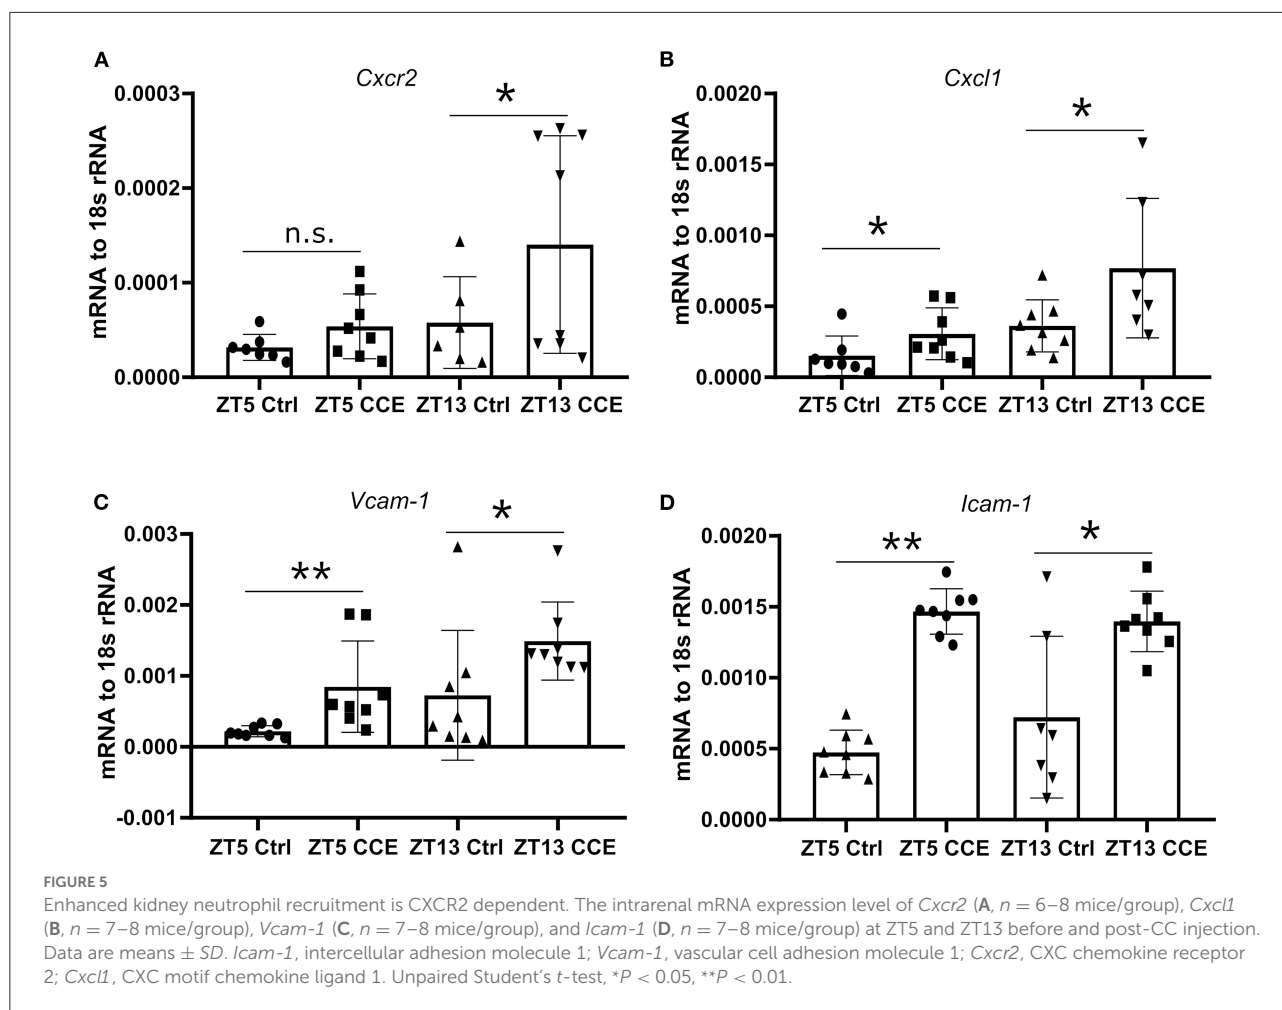 A
Cxcr2
mRNA to 18s rRNA
0.0003
0.0002
0.0001
0.0000
n.s.
*
ZT5 Ctrl ZT5 CCE ZT13 Ctrl ZT13 CCE
B
Cxcl1
mRNA to 18s rRNA
0.0020
0.0015
0.0010
0.0005
0.0000
*
*
ZT5 Ctrl ZT5 CCE ZT13 Ctrl ZT13 CCE
C
Vcam-1
mRNA to 18s rRNA
0.003
0.002
0.001
0.000
-0.001
**
*
ZT5 Ctrl ZT5 CCE ZT13 Ctrl ZT13 CCE
D
Icam-1
mRNA to 18s rRNA
0.0020
0.0015
0.0010
0.0005
0.0000
**
*
ZT5 Ctrl ZT5 CCE ZT13 Ctrl ZT13 CCE
FIGURE 5
Enhanced kidney neutrophil recruitment is CXCR2 dependent. The intrarenal mRNA expression level of Cxcr2 (A, n = 6–8 mice/group), Cxcl1
(B, n = 7–8 mice/group), Vcam-1 (C, n = 7–8 mice/group), and Icam-1 (D, n = 7–8 mice/group) at ZT5 and ZT13 before and post-CC injection.
Data are means ± SD. Icam-1, intercellular adhesion molecule 1; Vcam-1, vascular cell adhesion molecule 1; Cxcr2, CXC chemokine receptor
2; Cxcl1, CXC motif chemokine ligand 1. Unpaired Student’s t-test, *P < 0.05, **P < 0.01.